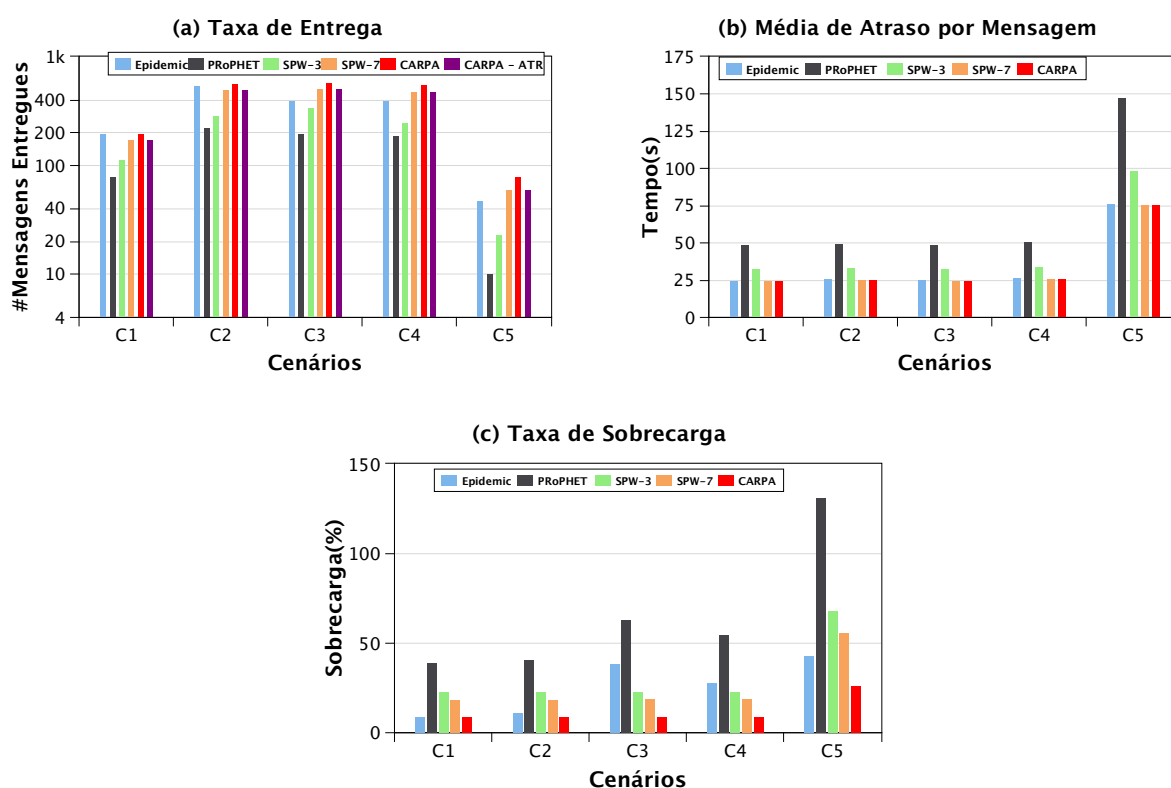 (a) Taxa de Entrega
1k
400
200
100
40
20
10
4
#Mensagens Entregues
Epidemic PRoPHET SPW-3 SPW-7 CARPA CARPA - ATR
C1 C2 C3 C4 C5
Cenários
(b) Média de Atraso por Mensagem
175
150
125
100
75
50
25
0
Tempo(s)
Epidemic PRoPHET SPW-3 SPW-7 CARPA
C1 C2 C3 C4 C5
Cenários
(c) Taxa de Sobrecarga
150
100
50
0
Sobrecarga(%)
Epidemic PRoPHET SPW-3 SPW-7 CARPA
C1 C2 C3 C4 C5
Cenários